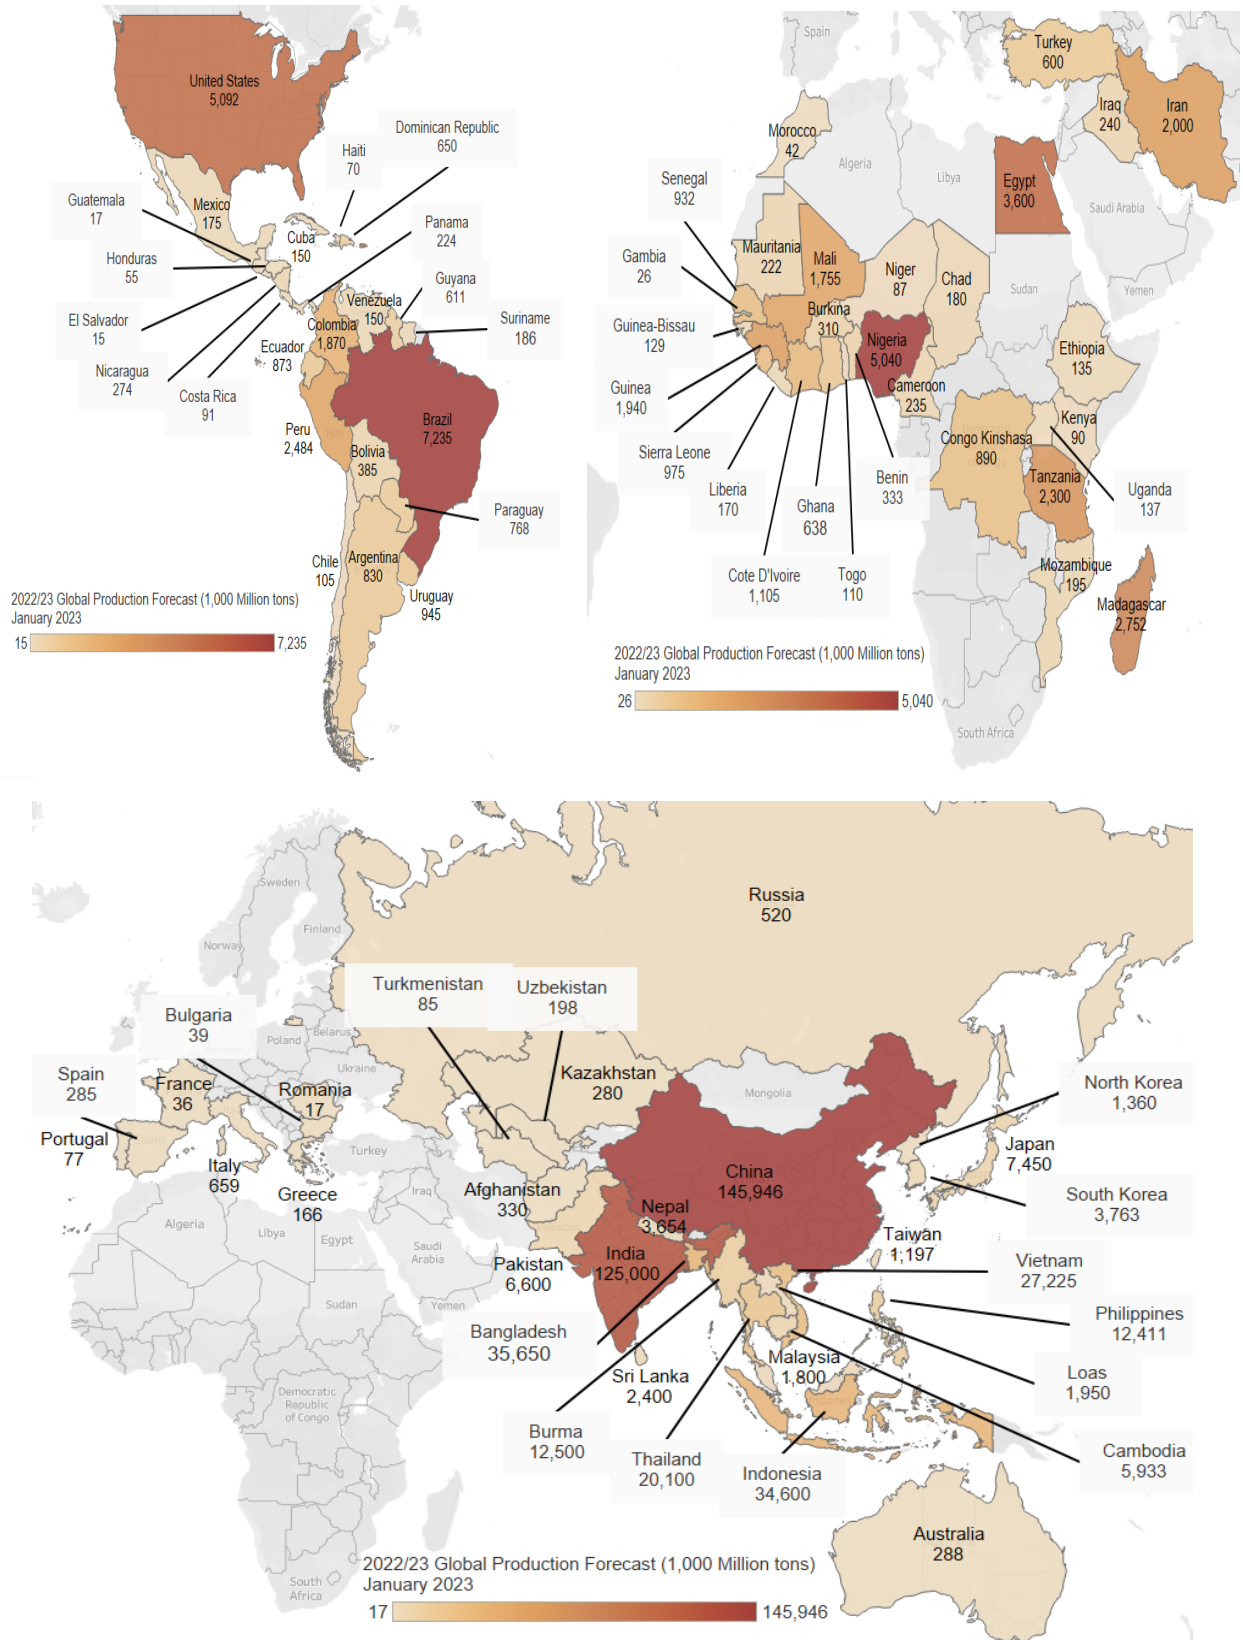 United States
5,092
Dominican Republic
650
Haiti
70
Guatemala
17
Mexico
175
Cuba
150
Panama
224
Honduras
55
Guyana
611
Venezuela
150
El Salvador
15
Colombia
1,870
Suriname
186
Ecuador
873
Nicaragua
274
Costa Rica
91
Brazil
7,235
Peru
2,484
Bolivia
385
Paraguay
768
Chile
105
Argentina
830
Uruguay
945
2022/23 Global Production Forecast (1,000 Million tons)
January 2023
15
7,235
Spain
Turkey
600
Iraq
240
Iran
2,000
Morocco
42
Algeria
Libya
Egypt
3,600
Saudi Arabia
Senegal
932
Mauritania
222
Mali
1,755
Niger
87
Chad
180
Sudan
Yemen
Gambia
26
Burkina
310
Guinea-Bissau
129
Nigeria
5,040
Ethiopia
135
Guinea
1,940
Cameroon
235
Kenya
90
Sierra Leone
975
Congo Kinshasa
890
Tanzania
2,300
Liberia
170
Ghana
638
Benin
333
Uganda
137
Cote D'Ivoire
1,105
Togo
110
Mozambique
195
Madagascar
2,752
2022/23 Global Production Forecast (1,000 Million tons)
January 2023
26
5,040
South Africa
Russia
520
Sweden
Finland
Norway
Turkmenistan
85
Uzbekistan
198
Bulgaria
39
Poland
Belarus
Ukraine
Spain
285
France
36
Romania
17
Kazakhstan
280
Mongolia
North Korea
1,360
Portugal
77
Italy
659
Greece
166
Turkey
Japan
7,450
China
145,946
South Korea
3,763
Afghanistan
330
Iraq
Nepal
3,654
Algeria
Libya
Egypt
Saudi
Arabia
Taiwan
1,197
Pakistan
6,600
India
125,000
Vietnam
27,225
Sudan
Yemen
Philippines
12,411
Bangladesh
35,650
Sri Lanka
2,400
Malaysia
1,800
Loas
1,950
Democratic
Republic
of Congo
Indonesia
Burma
12,500
Thailand
20,100
Indonesia
34,600
Cambodia
5,933
Australia
288
South
Africa
2022/23 Global Production Forecast (1,000 Million tons)
January 2023
17
145,946